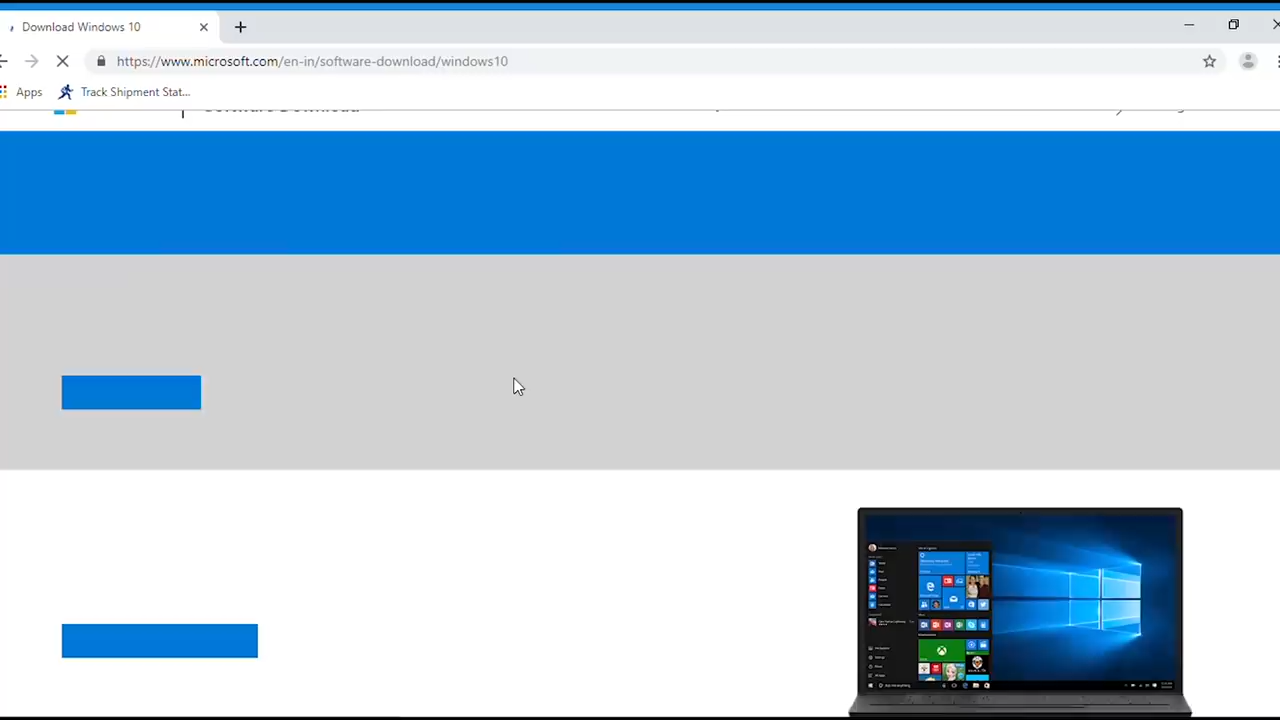 Download Windows 10
https://www.microsoft.com/en-in/software-download/windows10
Apps
Track Shipment Stat...
Software Download